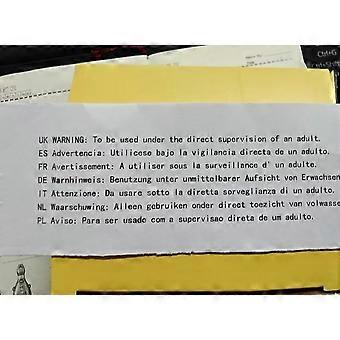 Ctrl+G
Ctrl+Shift
UK WARNING: To be used under the direct supervision of an adult.
ES Advertencia: Utilicese bajo la vigilancia directa de un adulto.
FR Avertissement: A utiliser sous la surveillance d' un adulte.
DE Warnhinweis: Benutzung unter unmittelbarer Aufsicht von Erwachsen
IT Attenzione: Da usare sotto la diretta sorveglianza di un adulto.
NL Waarschuwing: Alleen gebruiken onder direct toezicht van volwasse
PL Aviso: Para ser usado com a supervisao direta de um adulto.